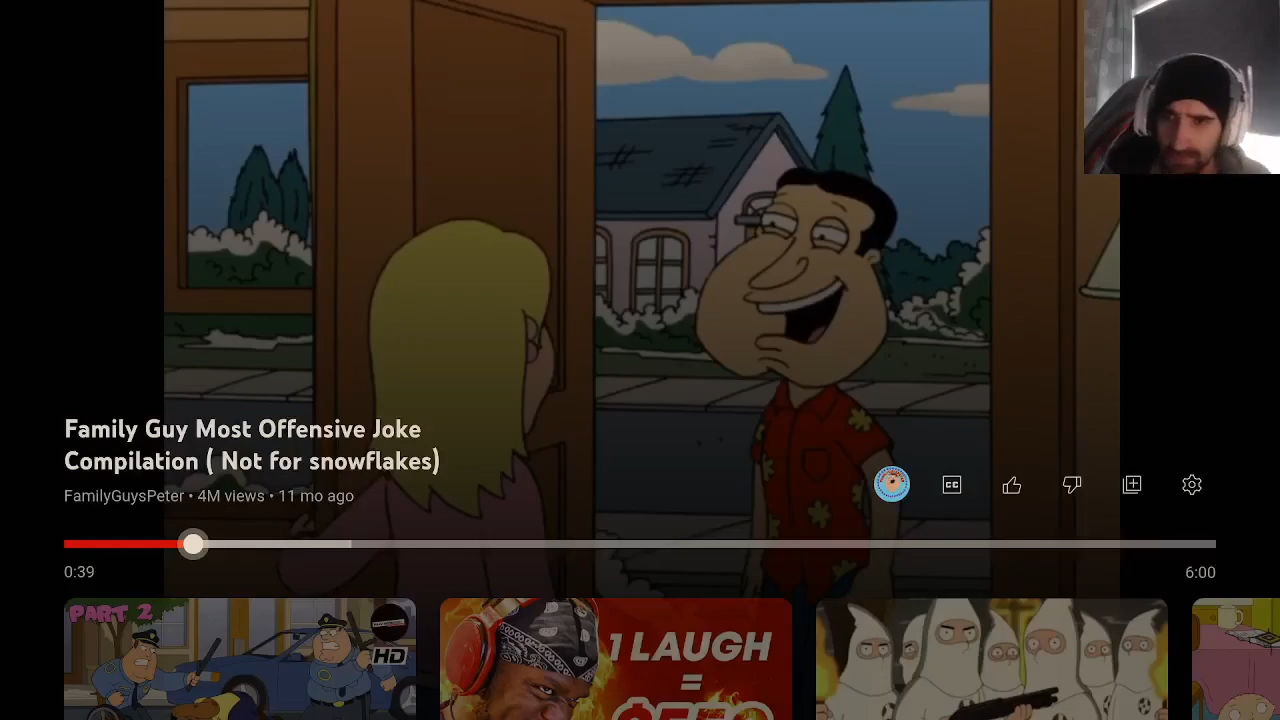 Family Guy Most Offensive Joke
Compilation ( Not for snowflakes)
FamilyGuysPeter • 4M views • 11 mo ago
CC
0:39
6:00
PART 2
HD
1 LAUGH
=